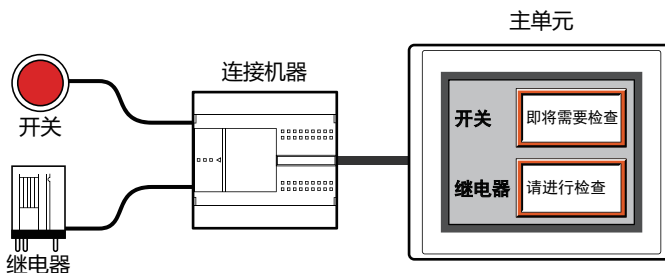 主单元
连接机器
开关
继电器
开关
即将需要检查
继电器
请进行检查